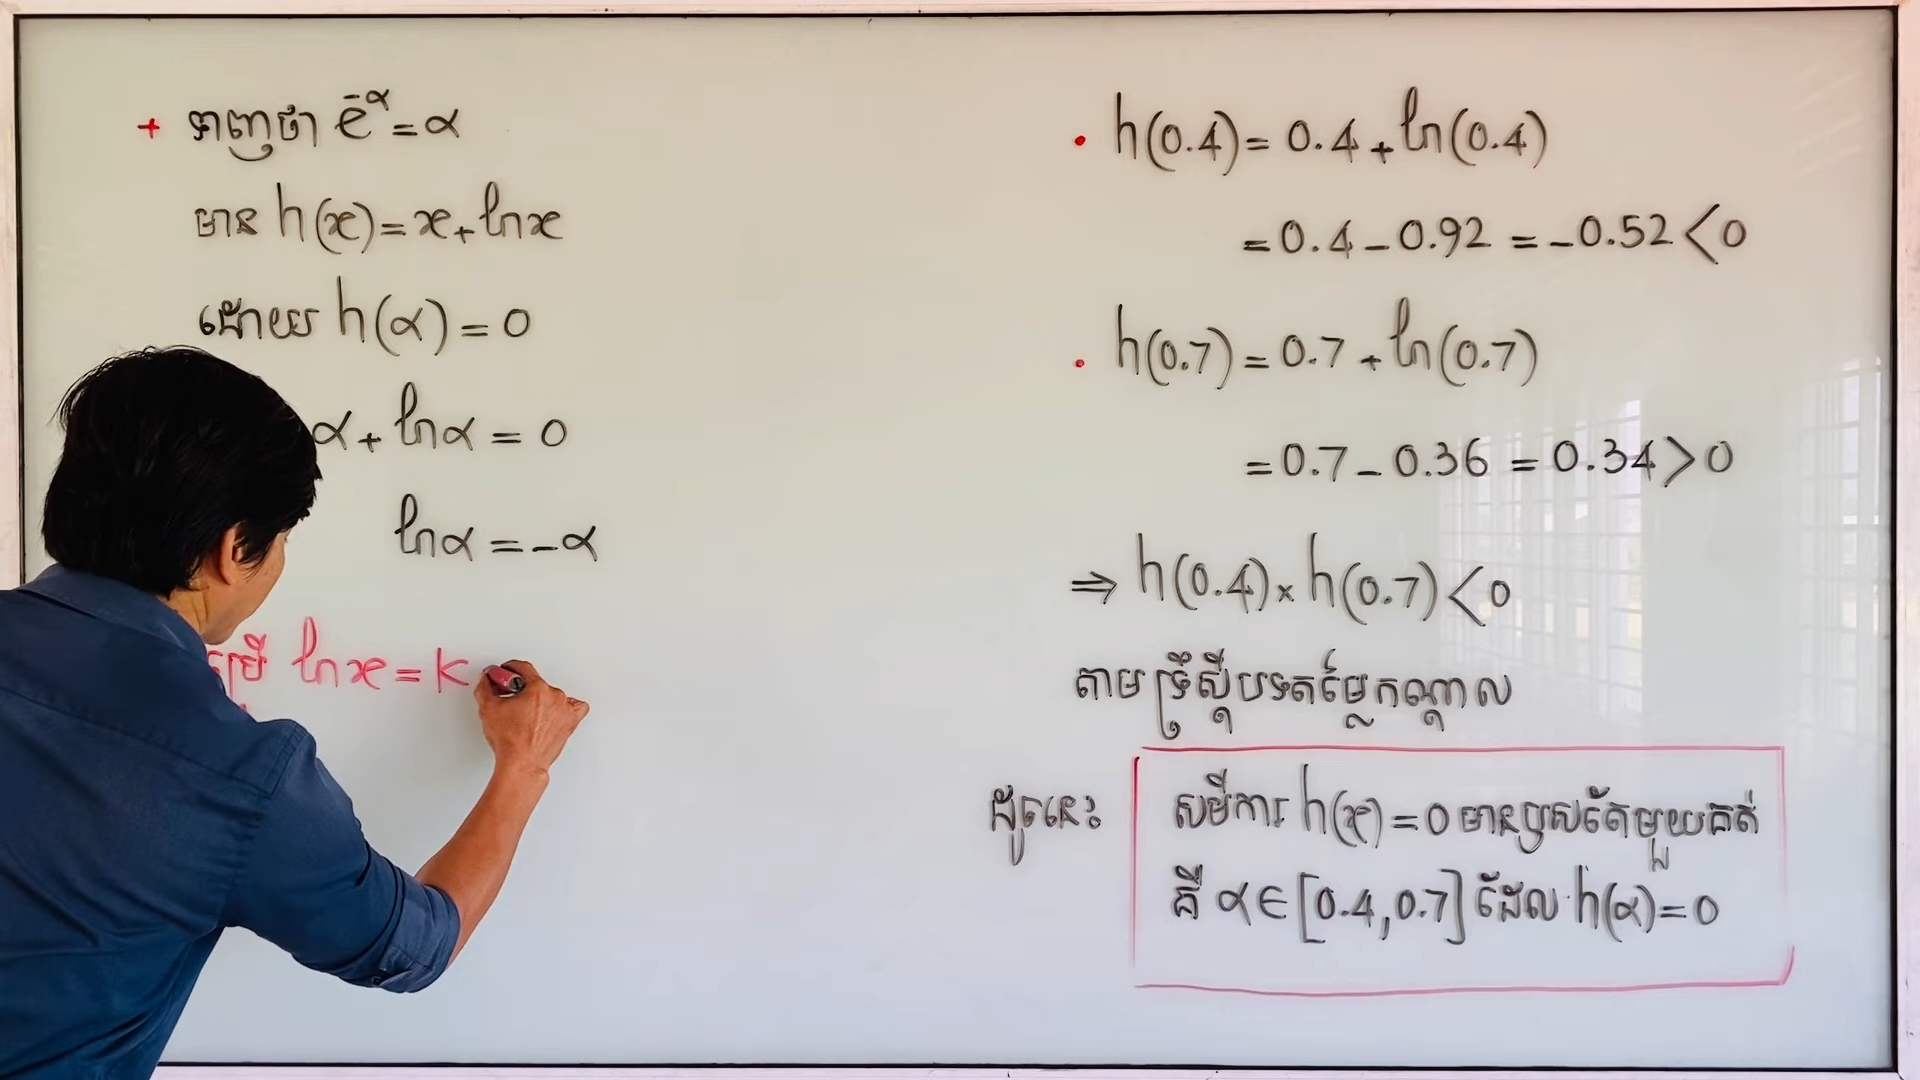 + ទាញថា e^-α = α
មាន h(x) = x + ln x
ដោយ h(α) = 0
α + ln α = 0
ln α = -α
ប្រើ ln x = k
• h(0.4) = 0.4 + ln(0.4)
= 0.4 - 0.92 = -0.52 < 0
• h(0.7) = 0.7 + ln(0.7)
= 0.7 - 0.36 = 0.34 > 0
⇒ h(0.4) × h(0.7) < 0
តាមទ្រឹស្តីបទតម្លៃកណ្តាល
ដូចនេះ
សមីការ h(x) = 0 មានឫសតែមួយគត់
គឺ α ∈ [0.4, 0.7] ដែល h(α) = 0